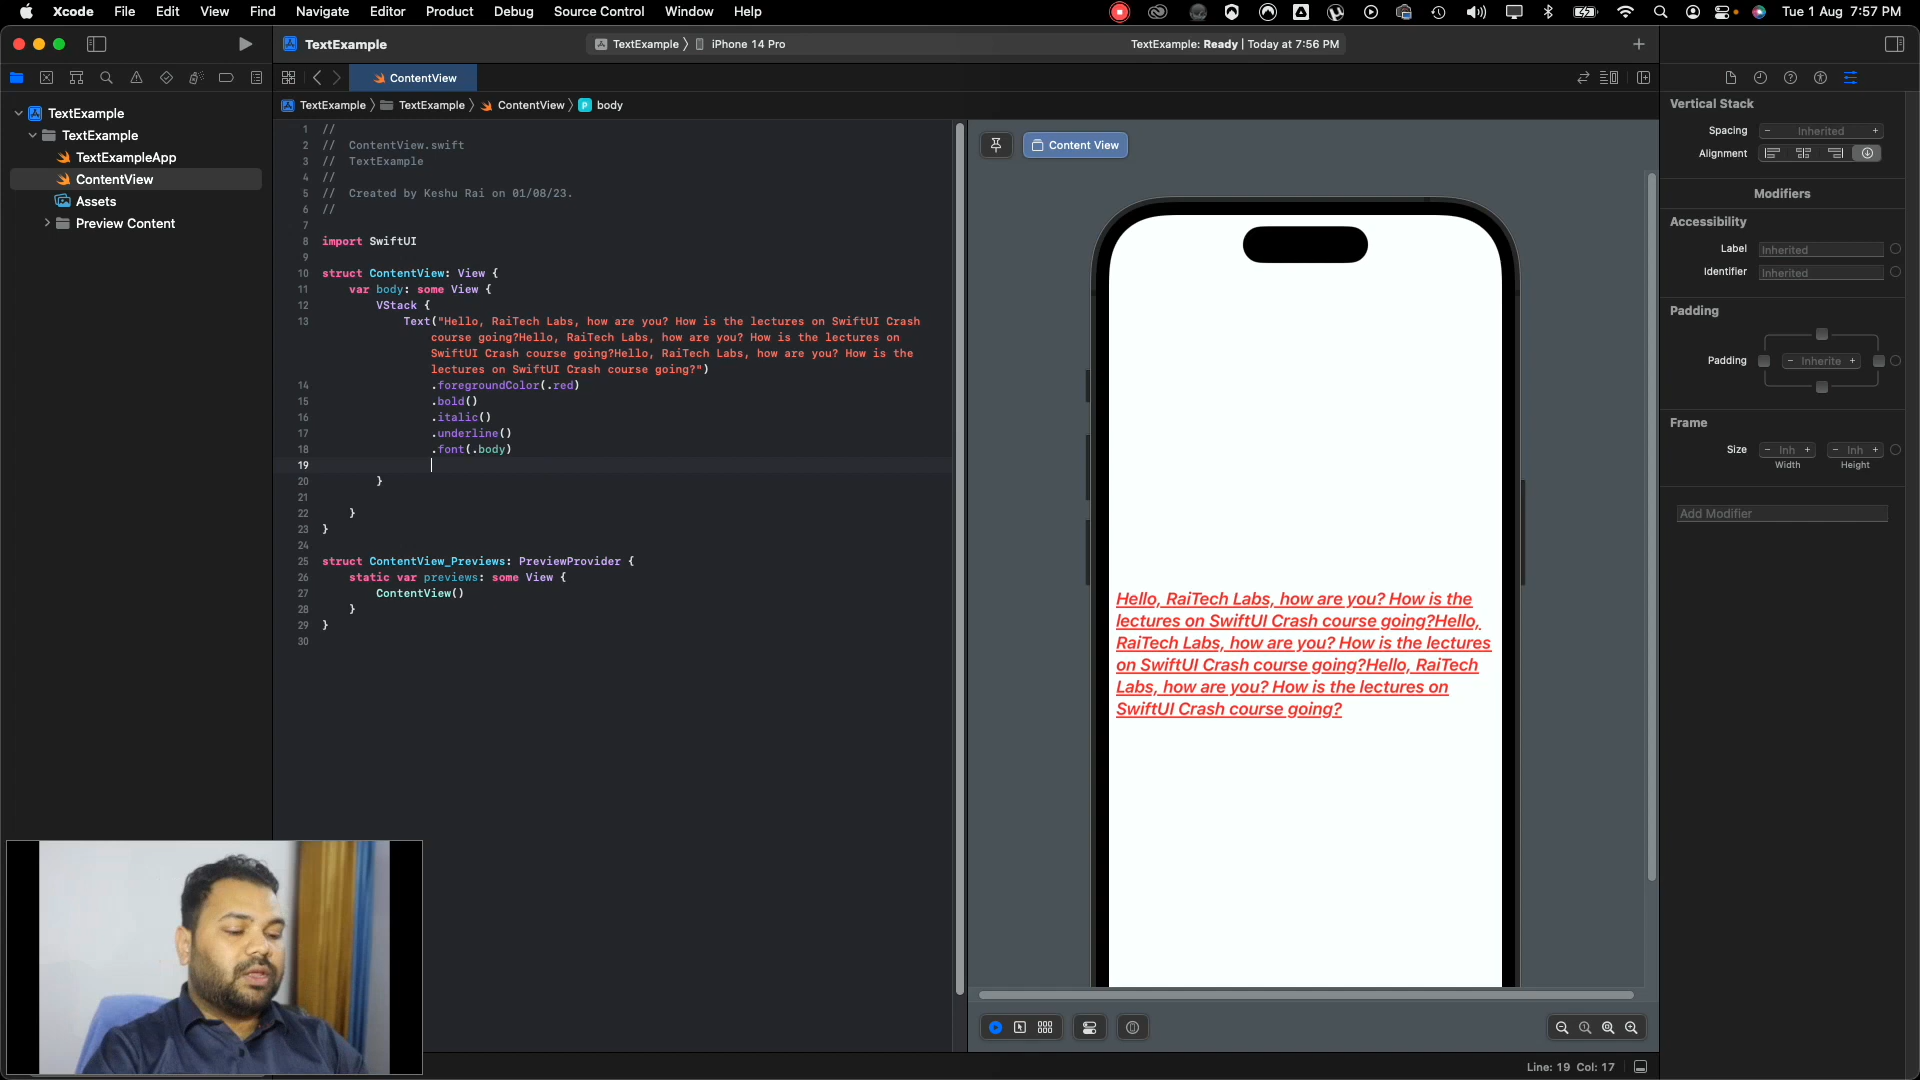 Xcode File Edit View Find Navigate Editor Product Debug Source Control Window Help Tue 1 Aug 7:57 PM
TextExample TextExample iPhone 14 Pro TextExample: Ready | Today at 7:56 PM
ContentView
TextExample TextExample ContentView P body
TextExample
TextExample
TextExampleApp
ContentView
Assets
Preview Content
1 //
2 // ContentView.swift
3 // TextExample
4 //
5 // Created by Keshu Rai on 01/08/23.
6 //
7
8 import SwiftUI
9
10 struct ContentView: View {
11 var body: some View {
12 VStack {
13 Text("Hello, RaiTech Labs, how are you? How is the lectures on SwiftUI Crash
course going?Hello, RaiTech Labs, how are you? How is the lectures on
SwiftUI Crash course going?Hello, RaiTech Labs, how are you? How is the
lectures on SwiftUI Crash course going?")
14 .foregroundColor(.red)
15 .bold()
16 .italic()
17 .underline()
18 .font(.body)
19
20 }
21
22 }
23 }
24
25 struct ContentView_Previews: PreviewProvider {
26 static var previews: some View {
27 ContentView()
28 }
29 }
30
Content View
Hello, RaiTech Labs, how are you? How is the
lectures on SwiftUI Crash course going?Hello,
RaiTech Labs, how are you? How is the lectures
on SwiftUI Crash course going?Hello, RaiTech
Labs, how are you? How is the lectures on
SwiftUI Crash course going?
Vertical Stack
Spacing - Inherited +
Alignment
Modifiers
Accessibility
Label Inherited
Identifier Inherited
Padding
Padding - Inherite +
Frame
Size - Inh + - Inh +
Width Height
Add Modifier
Line: 19 Col: 17